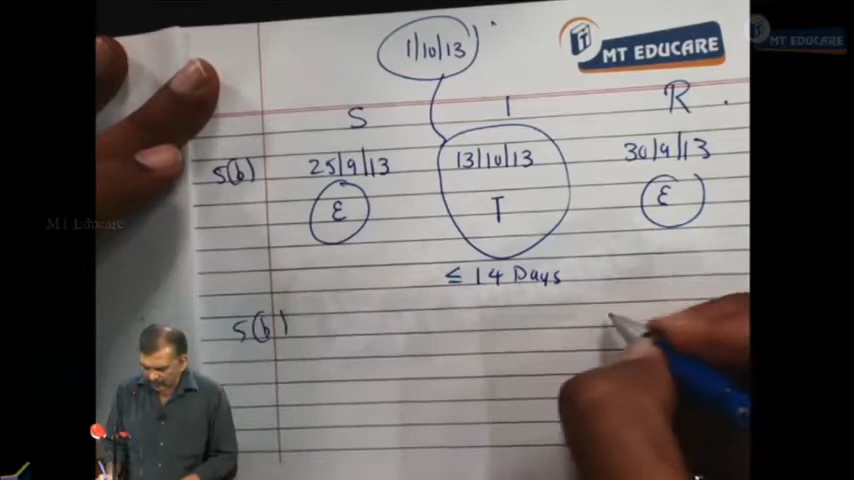 1/10/13
MT EDUCARE
MT EDUCARE
S I R
5(b) 25/9/13 13/10/13 30/9/13
E T E
MT Educare
≤ 14 Days
5(b)